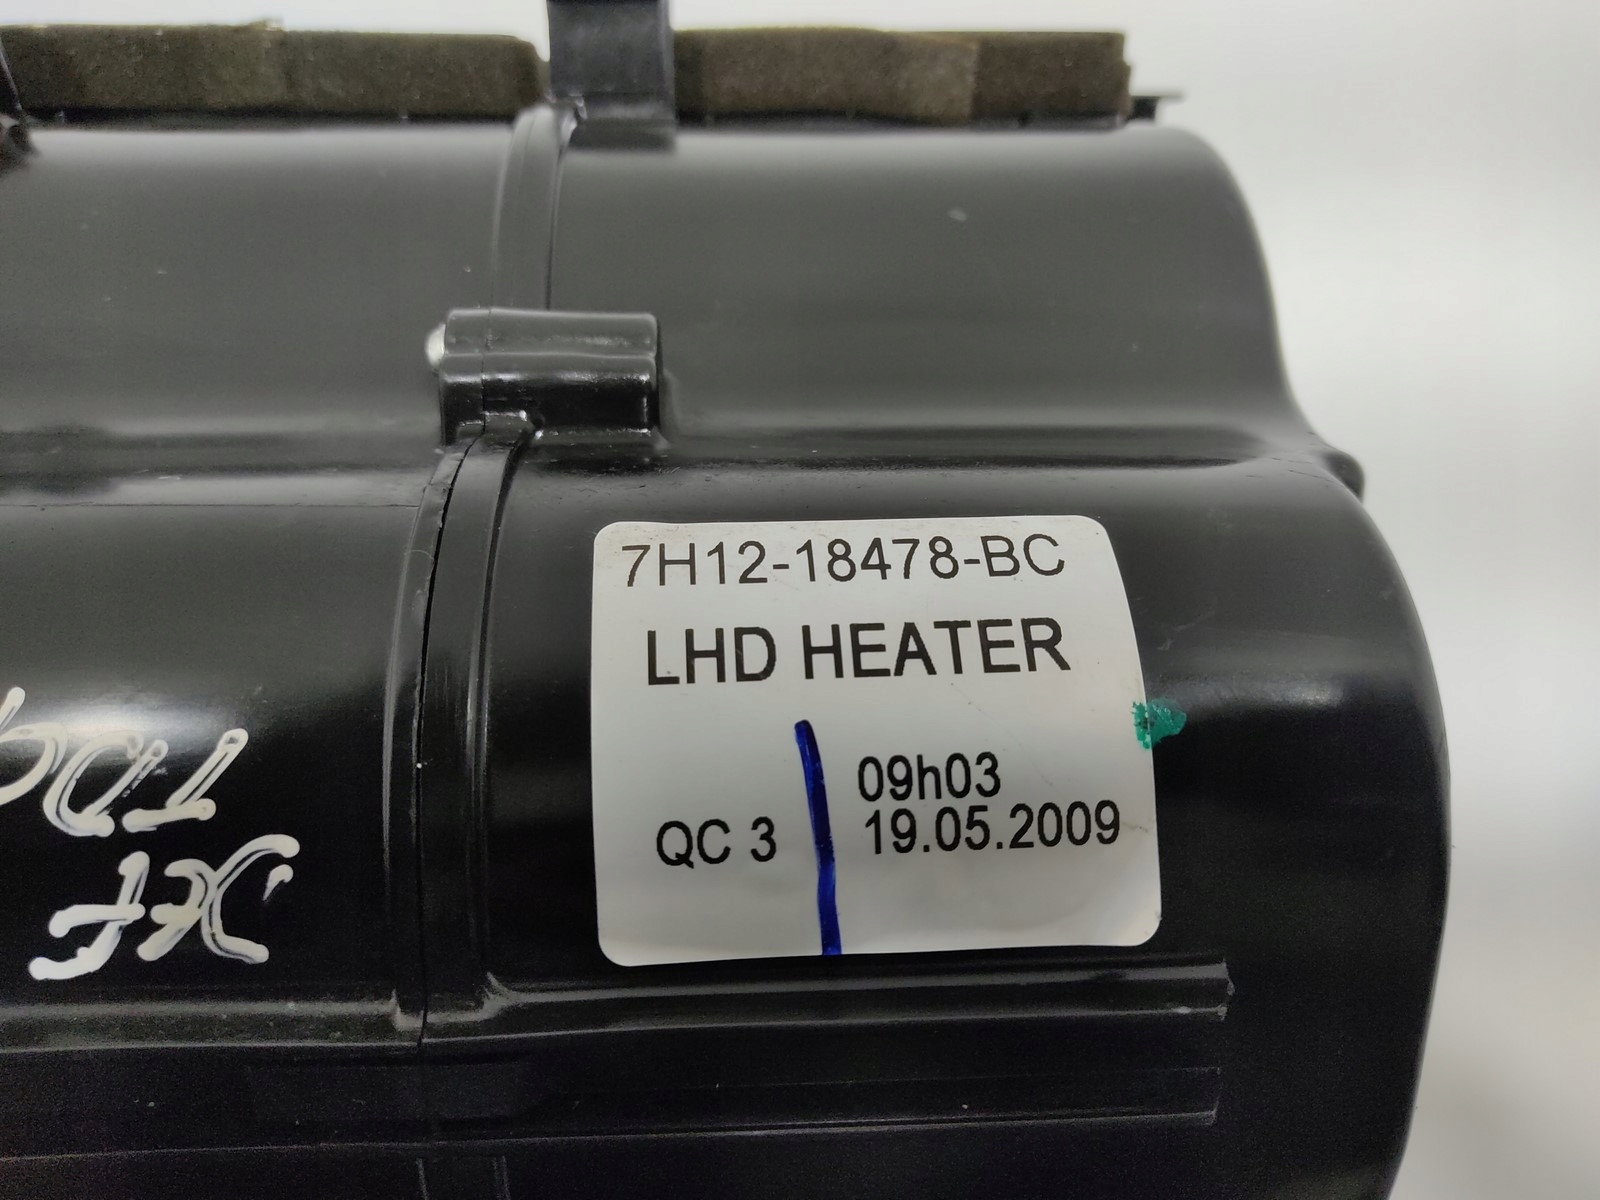 7H12-18478-BC
LHD HEATER
09h03
QC 3
19.05.2009